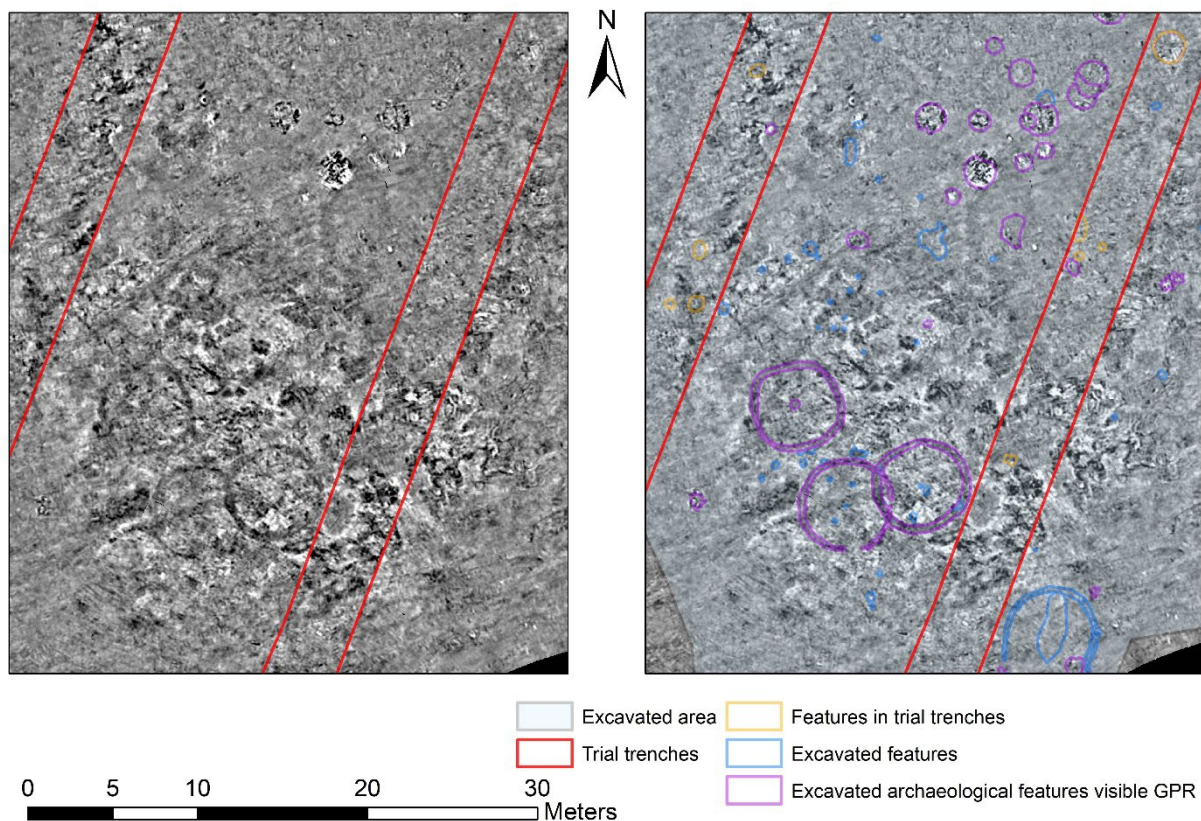 N
Excavated area
Features in trial trenches
Trial trenches
Excavated features
Excavated archaeological features visible GPR
0 5 10 20 30
Meters